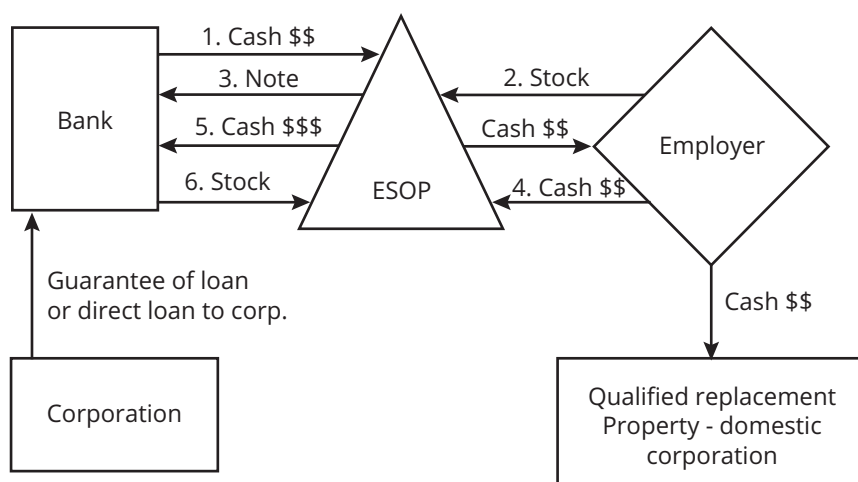 1. Cash $$
3. Note
2. Stock
Bank
5. Cash $$$
Cash $$
Employer
6. Stock
ESOP
4. Cash $$
Guarantee of loan
or direct loan to corp.
Cash $$
Corporation
Qualified replacement
Property - domestic
corporation